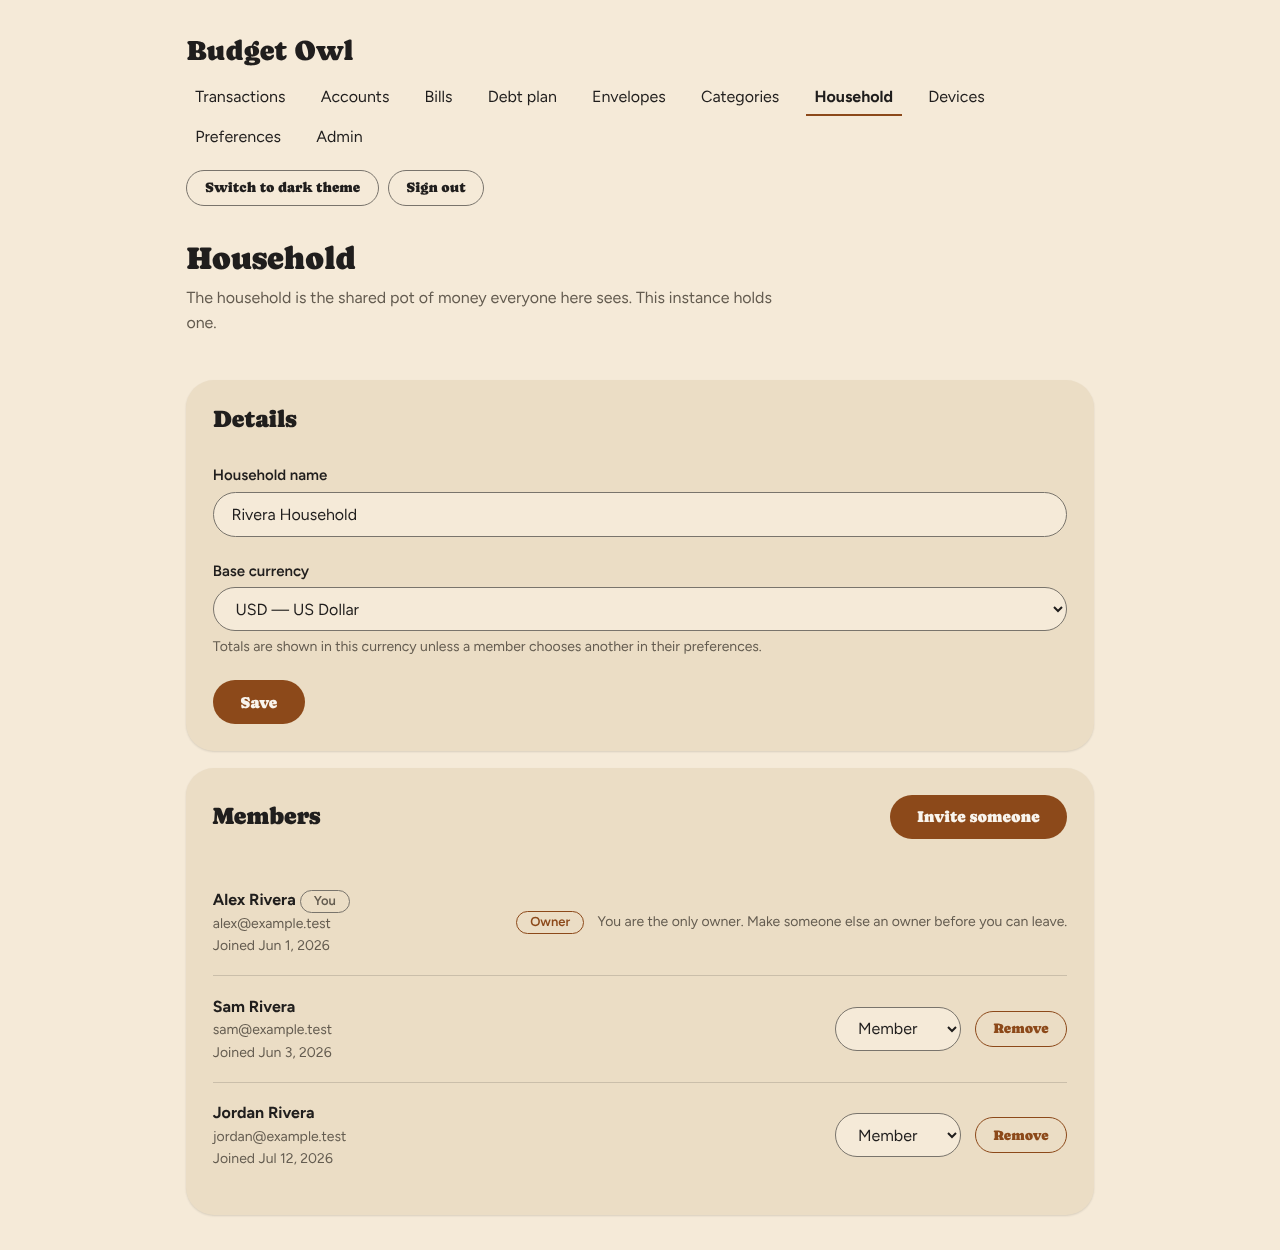 Budget Owl
Transactions Accounts Bills Debt plan Envelopes Categories Household Devices
Preferences Admin
Switch to dark theme Sign out
Household
The household is the shared pot of money everyone here sees. This instance holds
one.
Details
Household name
Rivera Household
Base currency
USD — US Dollar
Totals are shown in this currency unless a member chooses another in their preferences.
Save
Members Invite someone
Alex Rivera You
alex@example.test
Joined Jun 1, 2026
Owner You are the only owner. Make someone else an owner before you can leave.
Sam Rivera
sam@example.test
Joined Jun 3, 2026
Member Remove
Jordan Rivera
jordan@example.test
Joined Jul 12, 2026
Member Remove